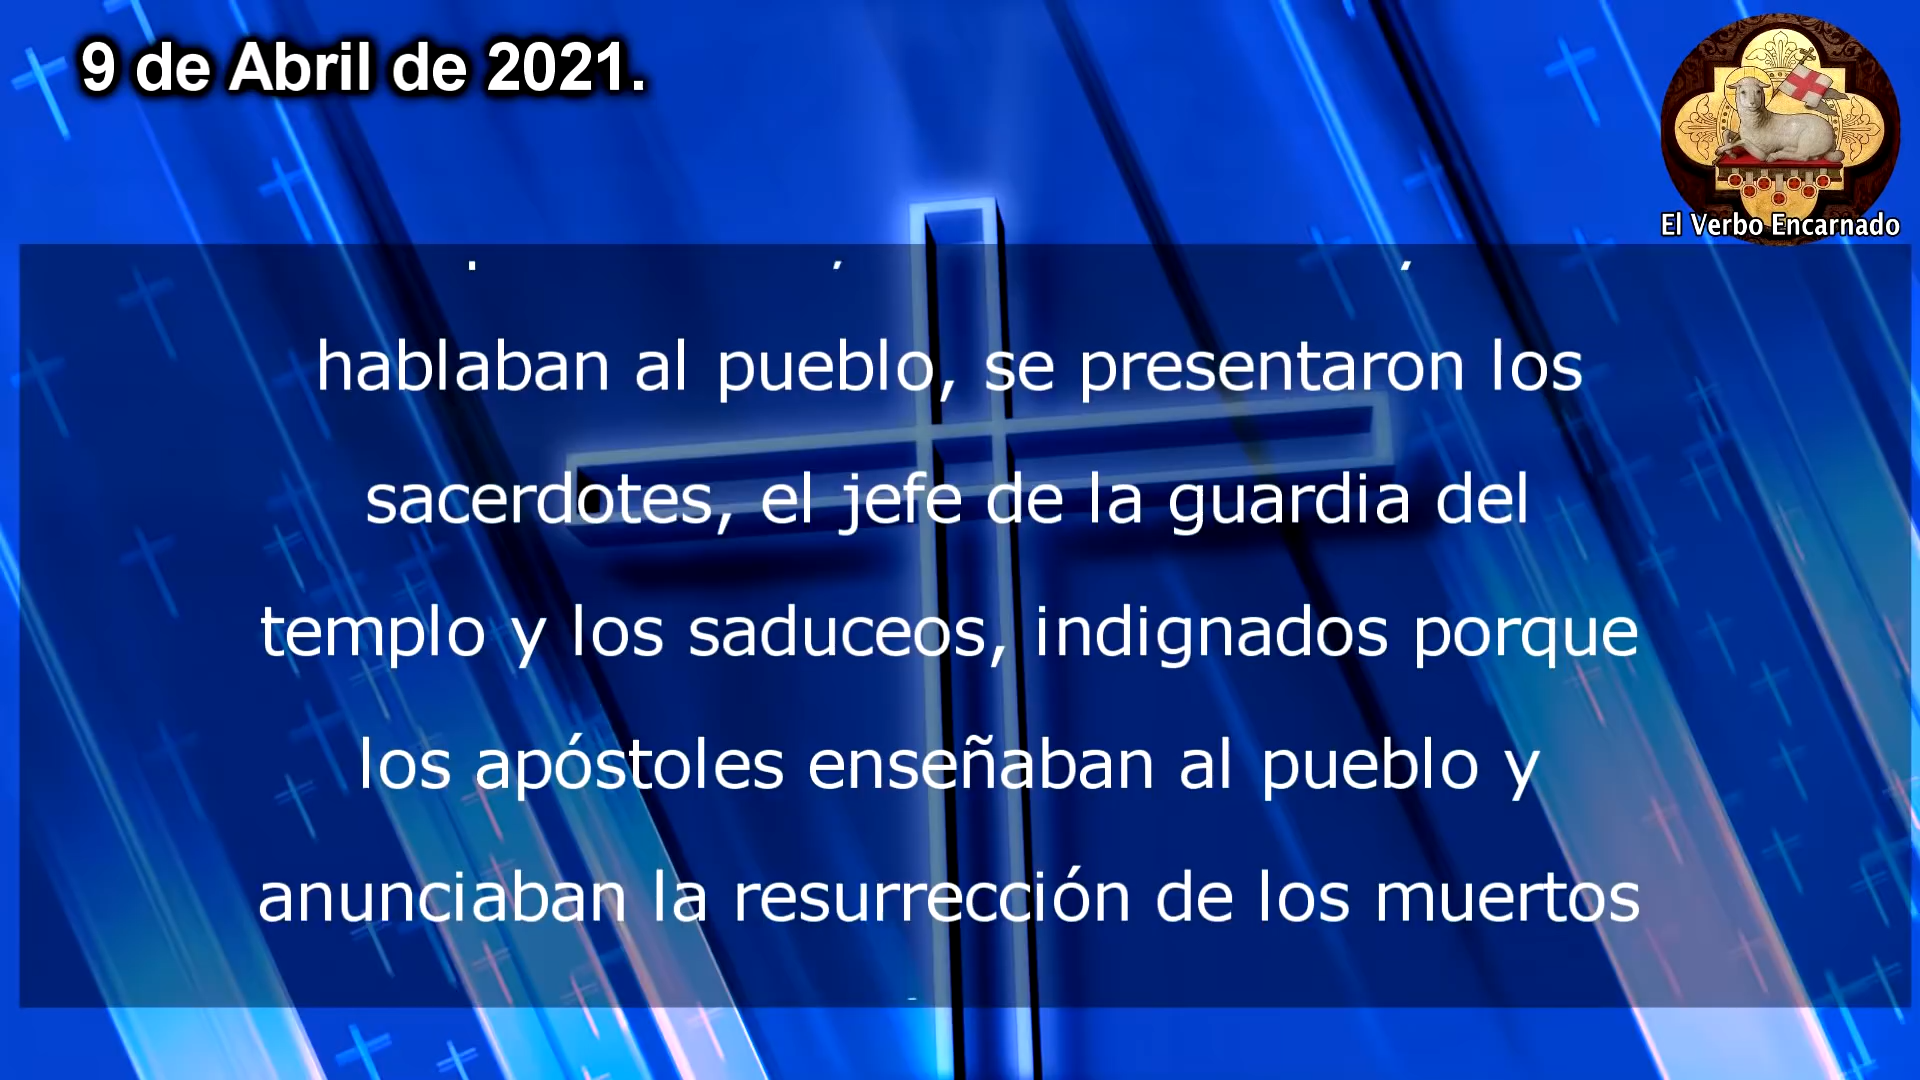 9 de Abril de 2021.
El Verbo Encarnado
hablaban al pueblo, se presentaron los
sacerdotes, el jefe de la guardia del
templo y los saduceos, indignados porque
los apóstoles enseñaban al pueblo y
anunciaban la resurrección de los muertos